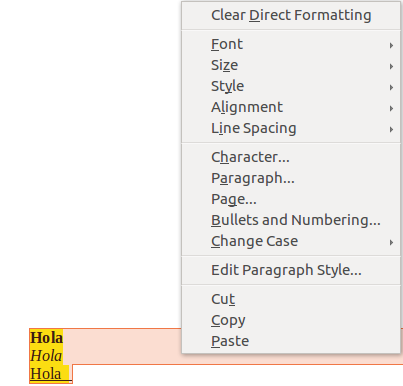 Clear Direct Formatting
Font
Size
Style
Alignment
Line Spacing
Character...
Paragraph...
Page...
Bullets and Numbering...
Change Case
Edit Paragraph Style...
Cut
Copy
Paste
Hola
Hola
Hola